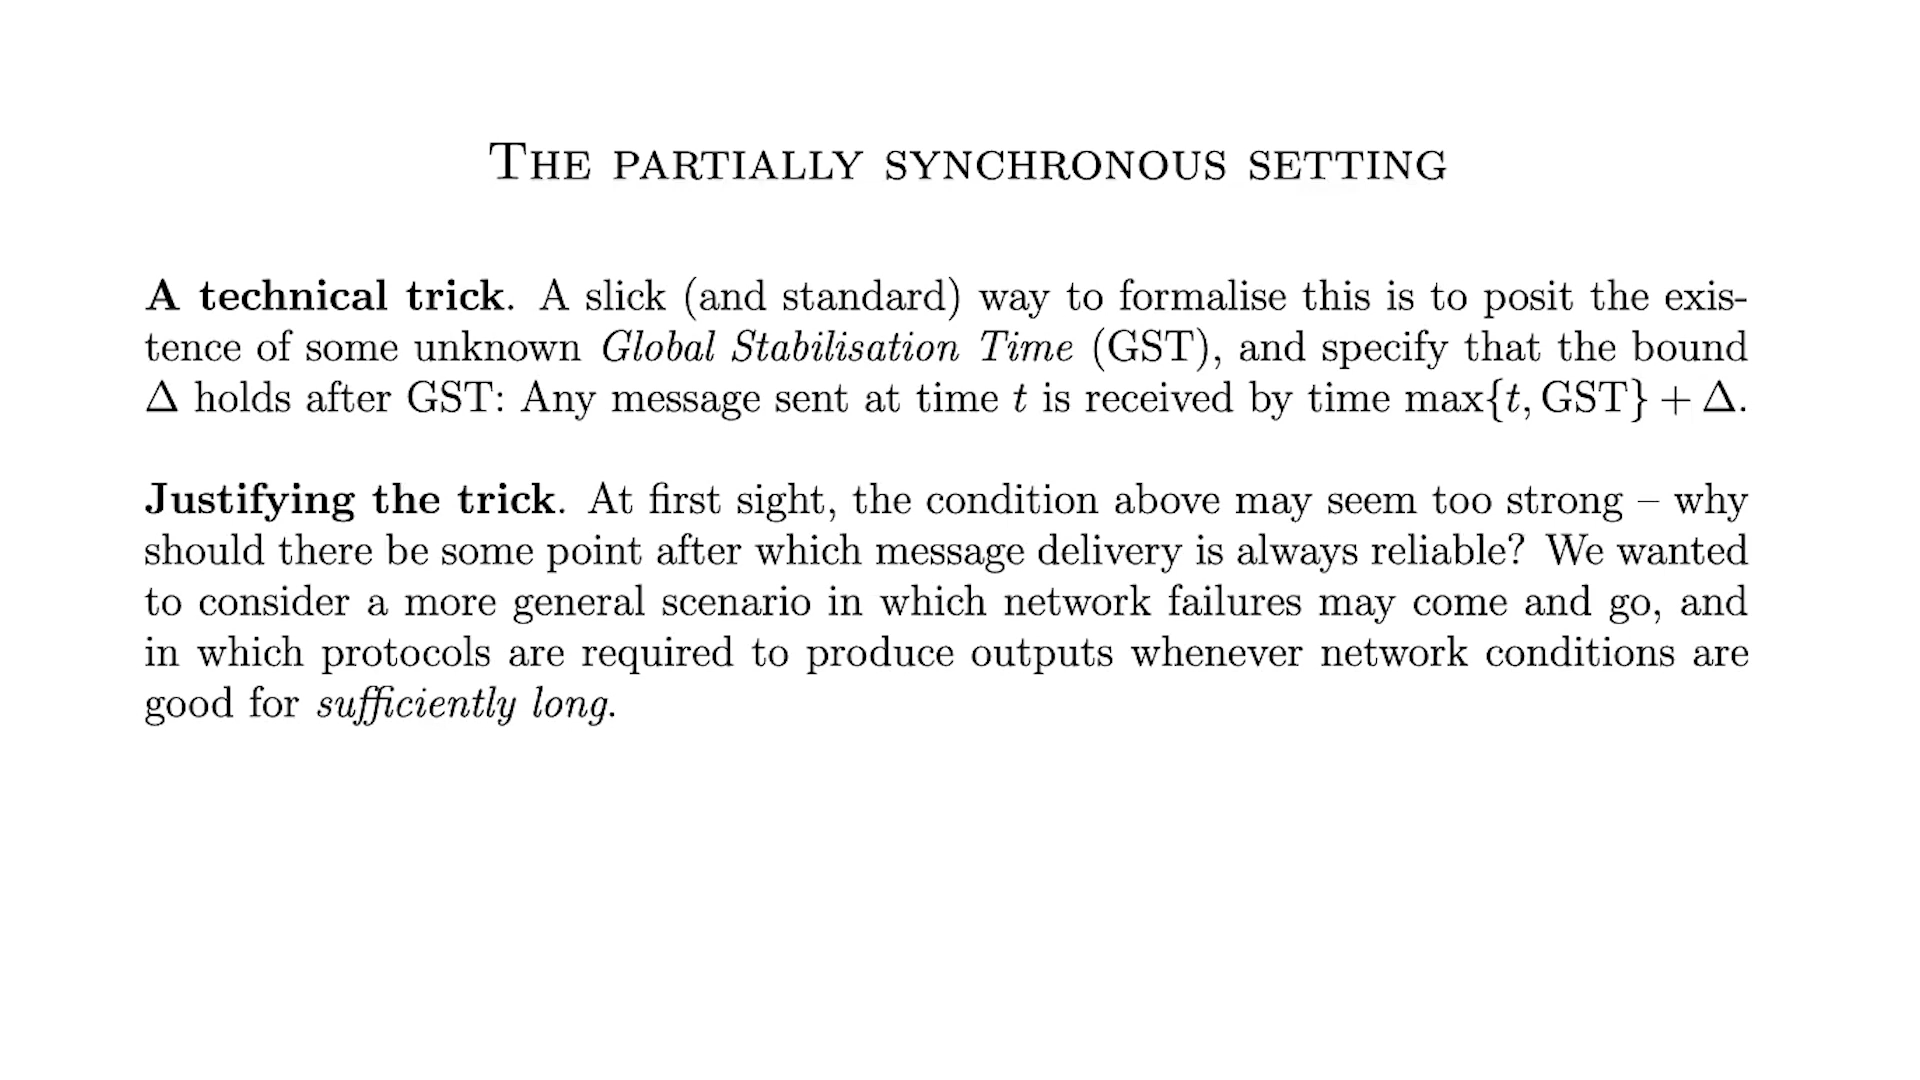 THE PARTIALLY SYNCHRONOUS SETTING
A technical trick. A slick (and standard) way to formalise this is to posit the exis-
tence of some unknown Global Stabilisation Time (GST), and specify that the bound
Δ holds after GST: Any message sent at time t is received by time max{t, GST} + Δ.
Justifying the trick. At first sight, the condition above may seem too strong – why
should there be some point after which message delivery is always reliable? We wanted
to consider a more general scenario in which network failures may come and go, and
in which protocols are required to produce outputs whenever network conditions are
good for sufficiently long.